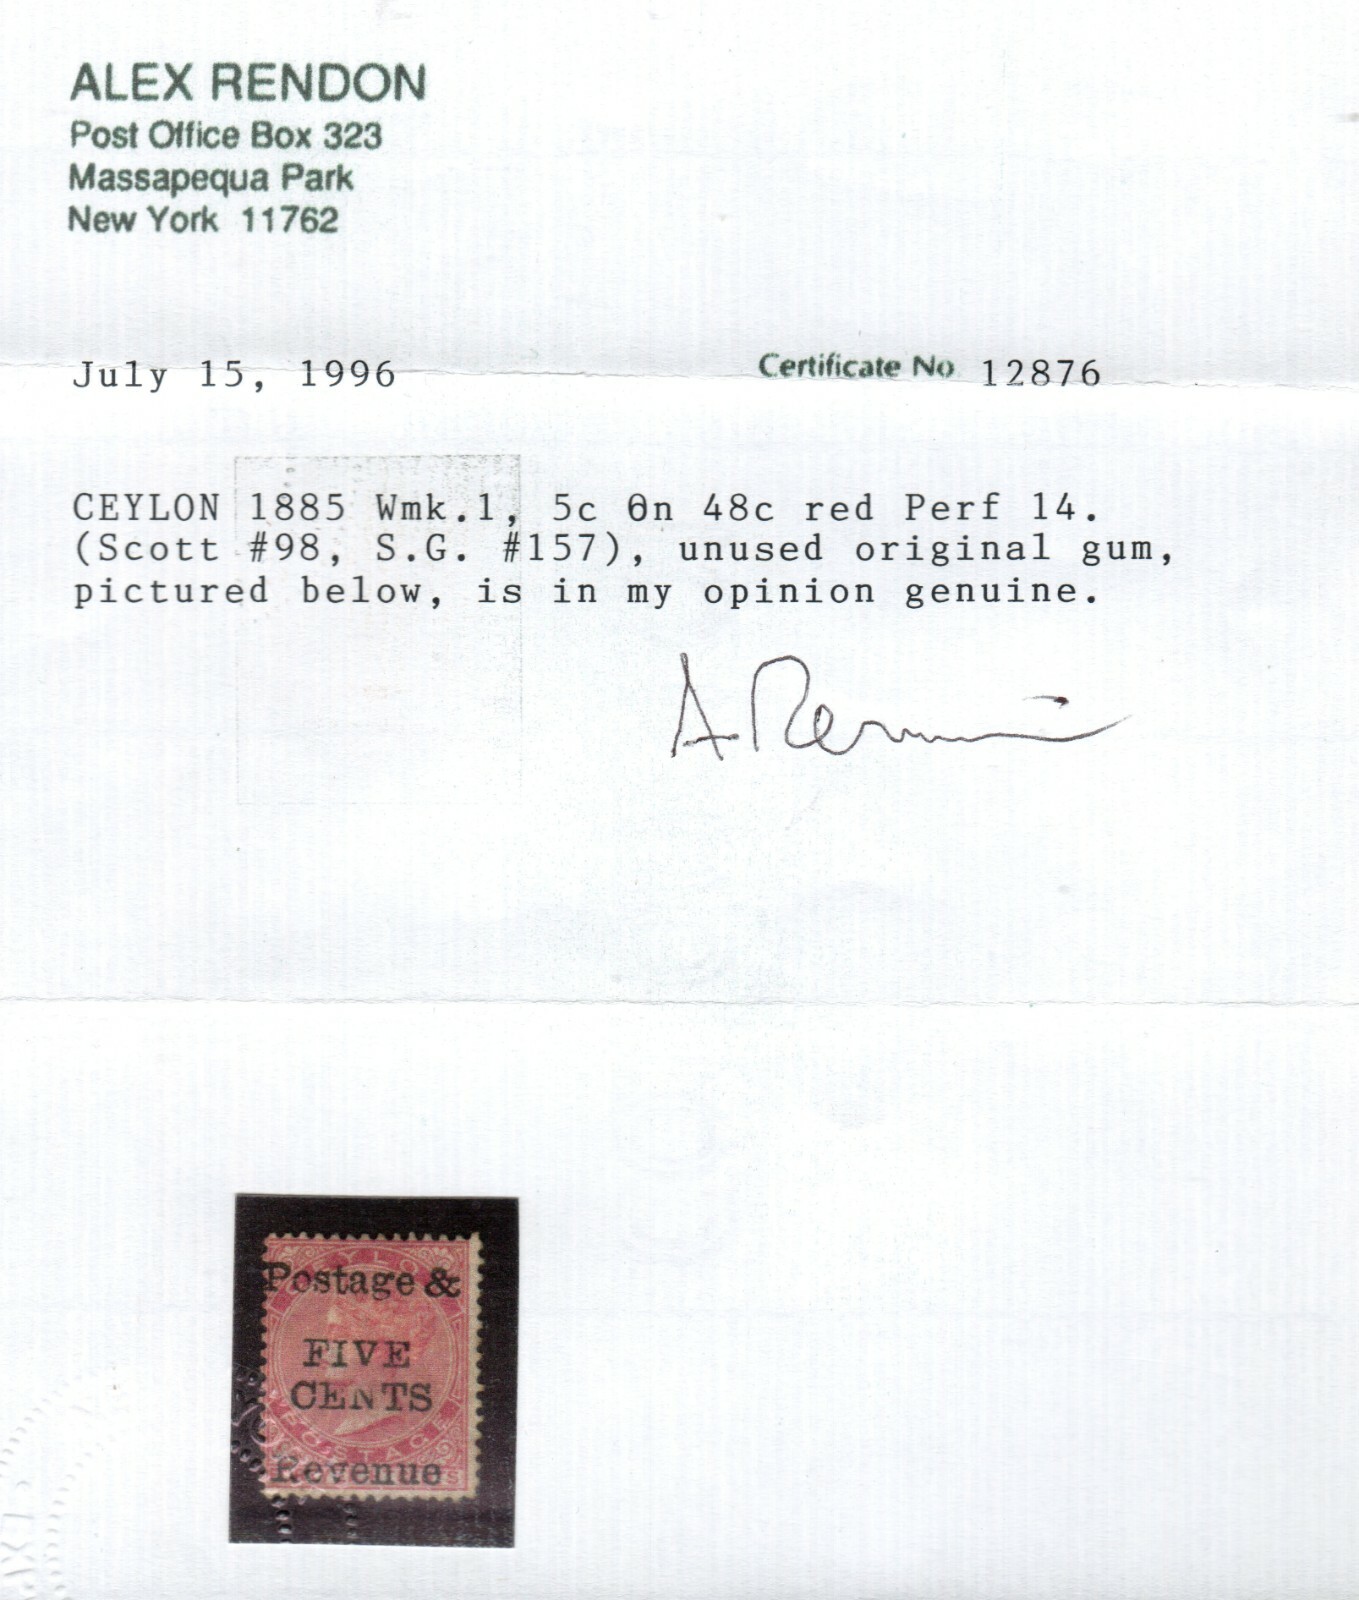 ALEX RENDON
Post Office Box 323
Massapequa Park
New York 11762
July 15, 1996 Certificate No 12876
CEYLON 1885 Wmk.1, 5c On 48c red Perf 14.
(Scott #98, S.G. #157), unused original gum,
pictured below, is in my opinion genuine.
Postage &
FIVE
CENTS
POSTAGE
Revenue